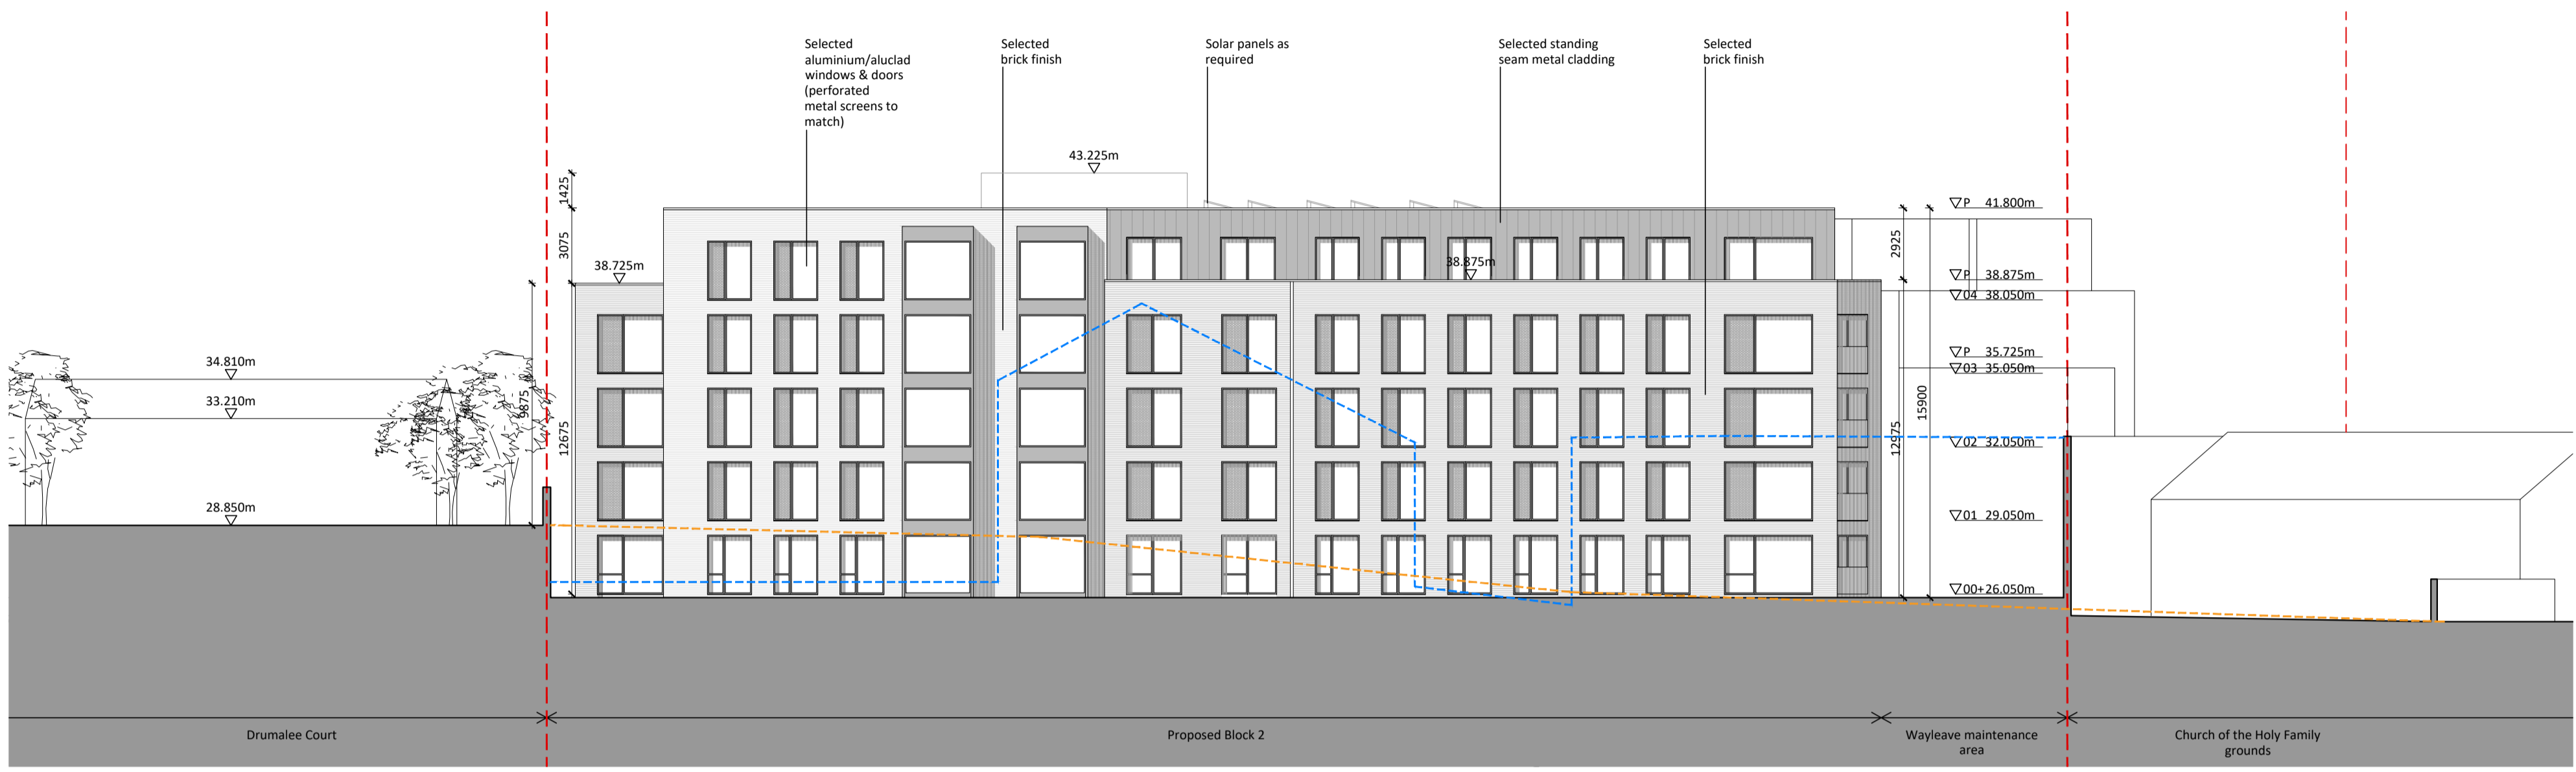 Selected
aluminium/aluclad
windows & doors
(perforated
metal screens to
match)
Selected
brick finish
Solar panels as
required
Selected standing
seam metal cladding
Selected
brick finish
43.225m
1425
3075
38.725m
38.875m
P 41.800m
2925
P 38.875m
04 38.050m
34.810m
33.210m
9875
12675
P 35.725m
03 35.050m
15900
12975
02 32.050m
28.850m
01 29.050m
00+26.050m
Drumalee Court
Proposed Block 2
Wayleave maintenance
area
Church of the Holy Family
grounds